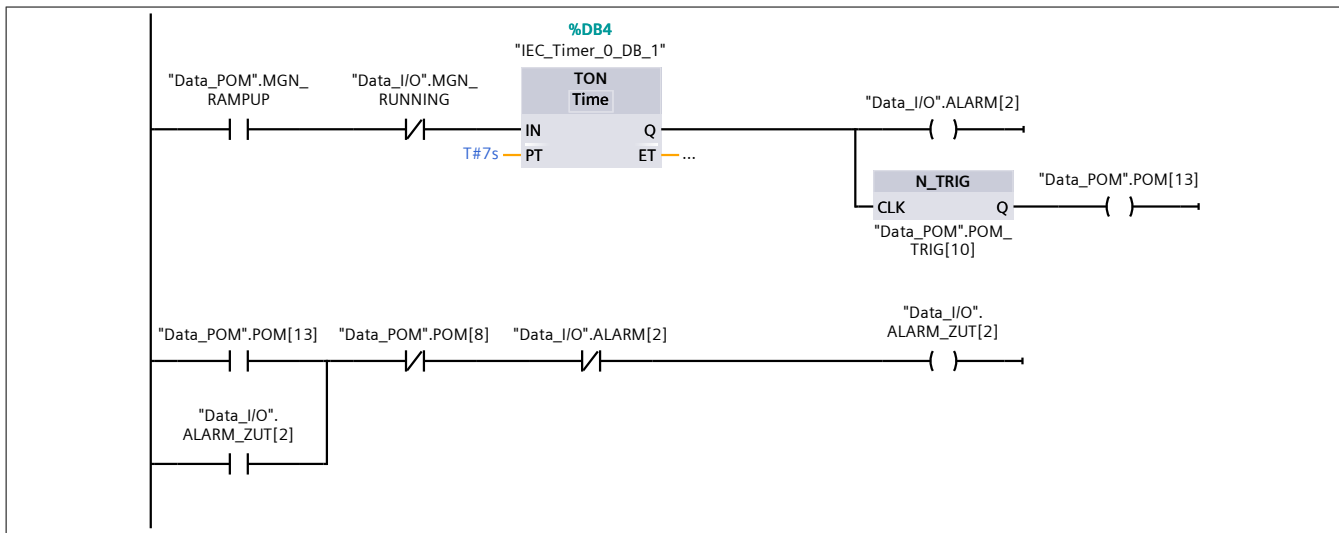 %DB4
"IEC_Timer_0_DB_1"
"Data_POM".MGN_
RAMPUP
"Data_I/O".MGN_
RUNNING
TON
Time
"Data_I/O".ALARM[2]
IN
Q
T#7s
PT
ET
...
N_TRIG
"Data_POM".POM[13]
CLK
Q
"Data_POM".POM_
TRIG[10]
"Data_POM".POM[13]
"Data_POM".POM[8]
"Data_I/O".ALARM[2]
"Data_I/O".
ALARM_ZUT[2]
"Data_I/O".
ALARM_ZUT[2]